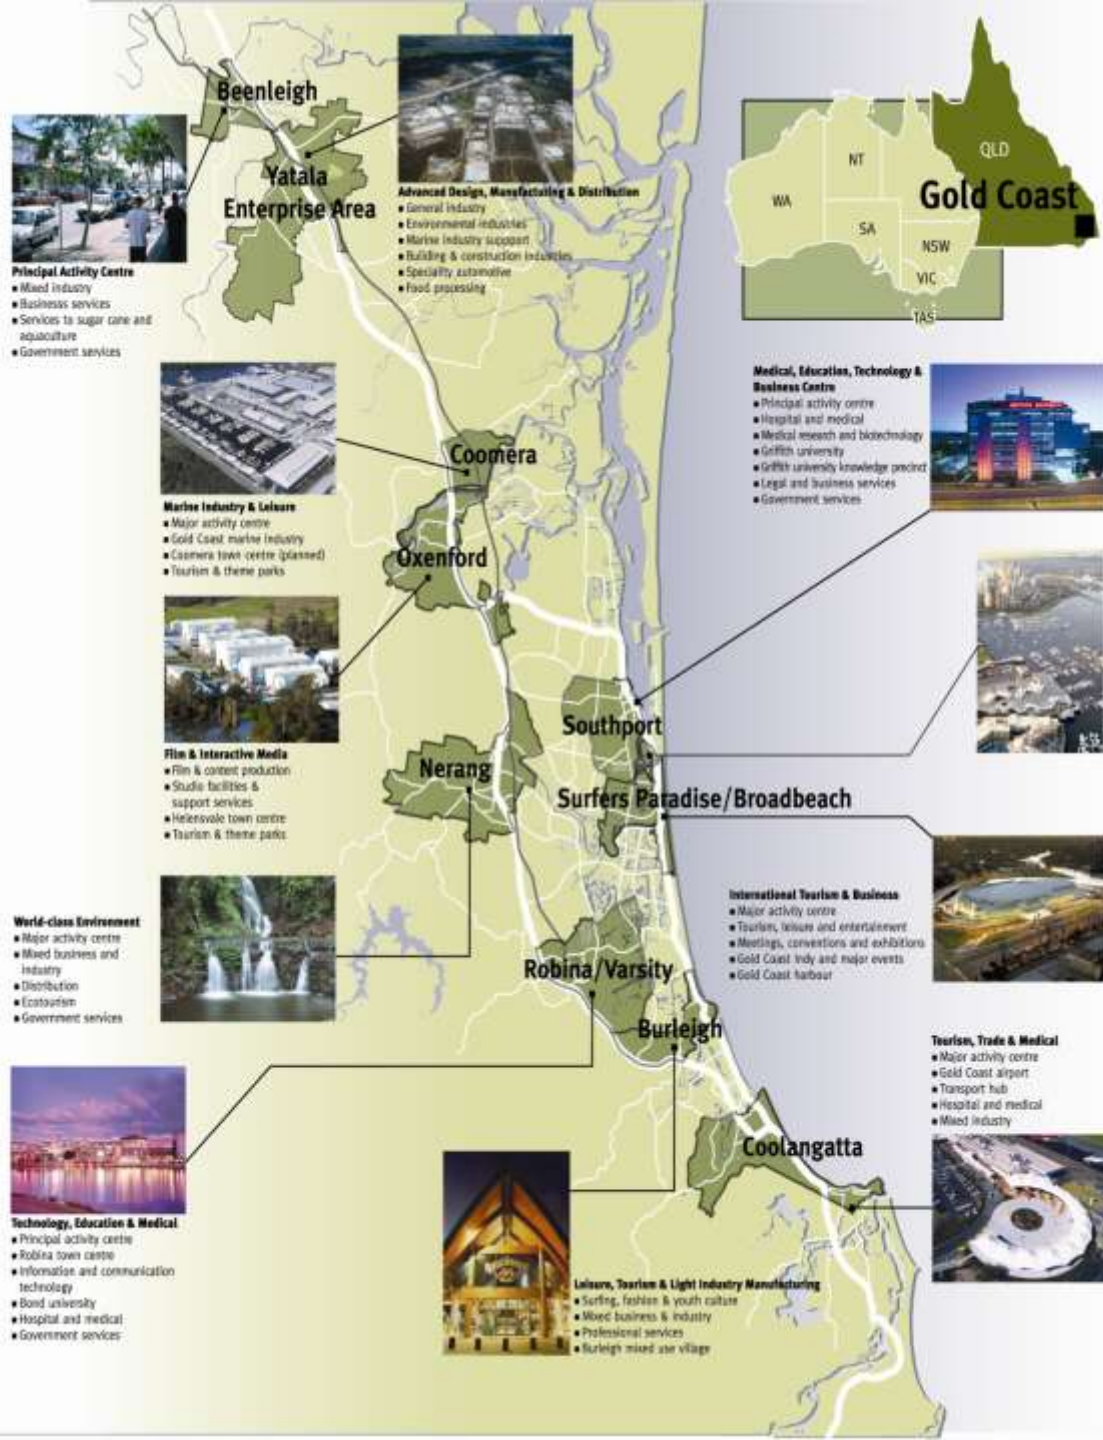 Beenleigh
Yatala
Enterprise Area
Principal Activity Centre
Mixed industry
Businesss services
Services to sugar cane and
aquaculture
Government services
Advanced Design, Manufacturing & Distribution
General industry
Environmental industries
Marine industry suppport
Building & construction industries
Speciality automotive
Food processing
WA
NT
QLD
SA
NSW
VIC
TAS
Gold Coast
Marine Industry & Leisure
Major activity centre
Gold Coast marine industry
Coomera town centre (planned)
Tourism & theme parks
Coomera
Oxenford
Medical, Education, Technology &
Business Centre
Principal activity centre
Hospital and medical
Medical research and biotechnology
Griffith university
Griffith university knowledge precinct
Legal and business services
Government services
Film & Interactive Media
Film & content production
Studio facilities &
support services
Helensvale town centre
Tourism & theme parks
Southport
Nerang
Surfers Paradise/Broadbeach
World-class Environment
Major activity centre
Mixed business and
industry
Distribution
Ecotourism
Government services
International Tourism & Business
Major activity centre
Tourism, leisure and entertainment
Meetings, conventions and exhibitions
Gold Coast Indy and major events
Gold Coast harbour
Robina/Varsity
Burleigh
Tourism, Trade & Medical
Major activity centre
Gold Coast airport
Transport hub
Hospital and medical
Mixed industry
Coolangatta
Technology, Education & Medical
Principal activity centre
Robina town centre
Information and communication
technology
Bond university
Hospital and medical
Government services
Leisure, Tourism & Light Industry Manufacturing
Surfing, fashion & youth culture
Mixed business & industry
Professional services
Burleigh mixed use village